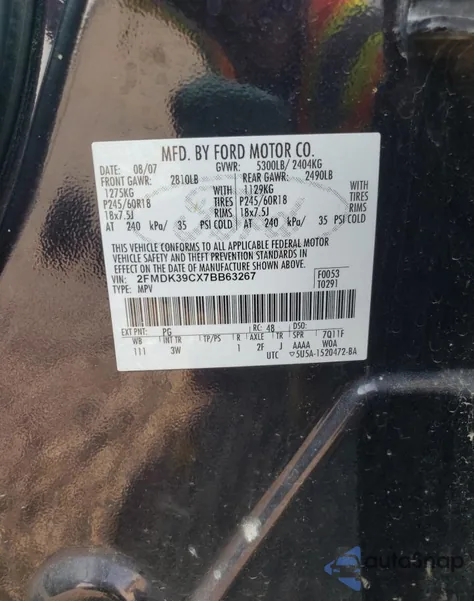 MFD. BY FORD MOTOR CO.
DATE: 08/07 GVWR: 5300LB/ 2404KG
FRONT GAWR: 2810LB REAR GAWR: 2490LB
1275KG WITH 1129KG WITH
P245/60R18 TIRES P245/60R18 TIRES
18x7.5J RIMS 18x7.5J RIMS
AT 240 kPa/ 35 PSI COLD AT 240 kPa/ 35 PSI COLD
THIS VEHICLE CONFORMS TO ALL APPLICABLE FEDERAL MOTOR
VEHICLE SAFETY AND THEFT PREVENTION STANDARDS IN
EFFECT ON THE DATE OF MANUFACTURE SHOWN ABOVE.
VIN: 2FMDK39CX7BB63267 F0053
TYPE: MPV T0291
EXT PNT: PG RC: 48 DSO:
WB INT TR TP/PS R AXLE TR SPR 7Q11F
111 3W 1 2F J AAAA WOA
UTC ▽5U5A-1520472-BA
autoSnap